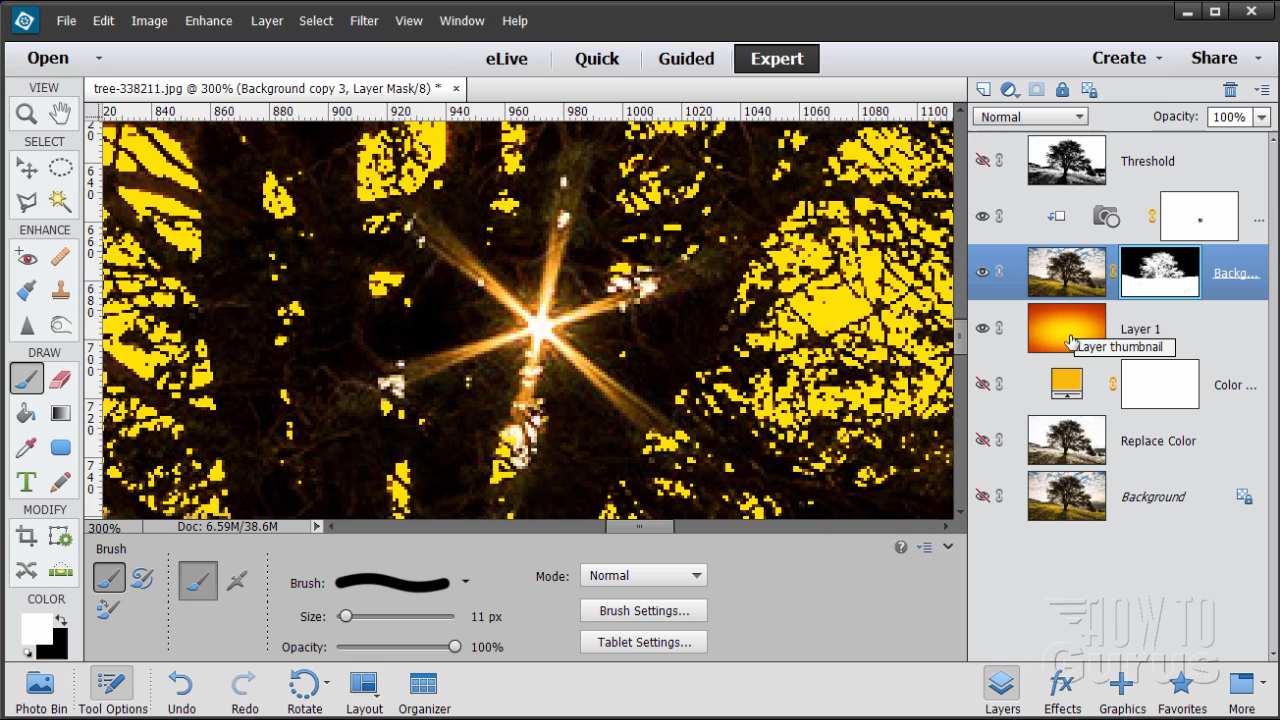 File Edit Image Enhance Layer Select Filter View Window Help
Open eLive Quick Guided Expert Create Share
VIEW
tree-338211.jpg @ 300% (Background copy 3, Layer Mask/8) * ×
20 880 900 920 940 960 980 1000 1020 1040 1060 1080 1100
Normal Opacity: 100%
SELECT
Threshold
...
ENHANCE
Backg...
Layer 1
Layer thumbnail
DRAW
Color ...
Replace Color
T
Background
MODIFY
300% Doc: 6.59M/38.6M
Brush
Brush: Mode: Normal
COLOR
Size: 11 px Brush Settings...
Opacity: 100% Tablet Settings...
HOW TO
Gurus
Photo Bin Tool Options Undo Redo Rotate Layout Organizer Layers Effects Graphics Favorites More